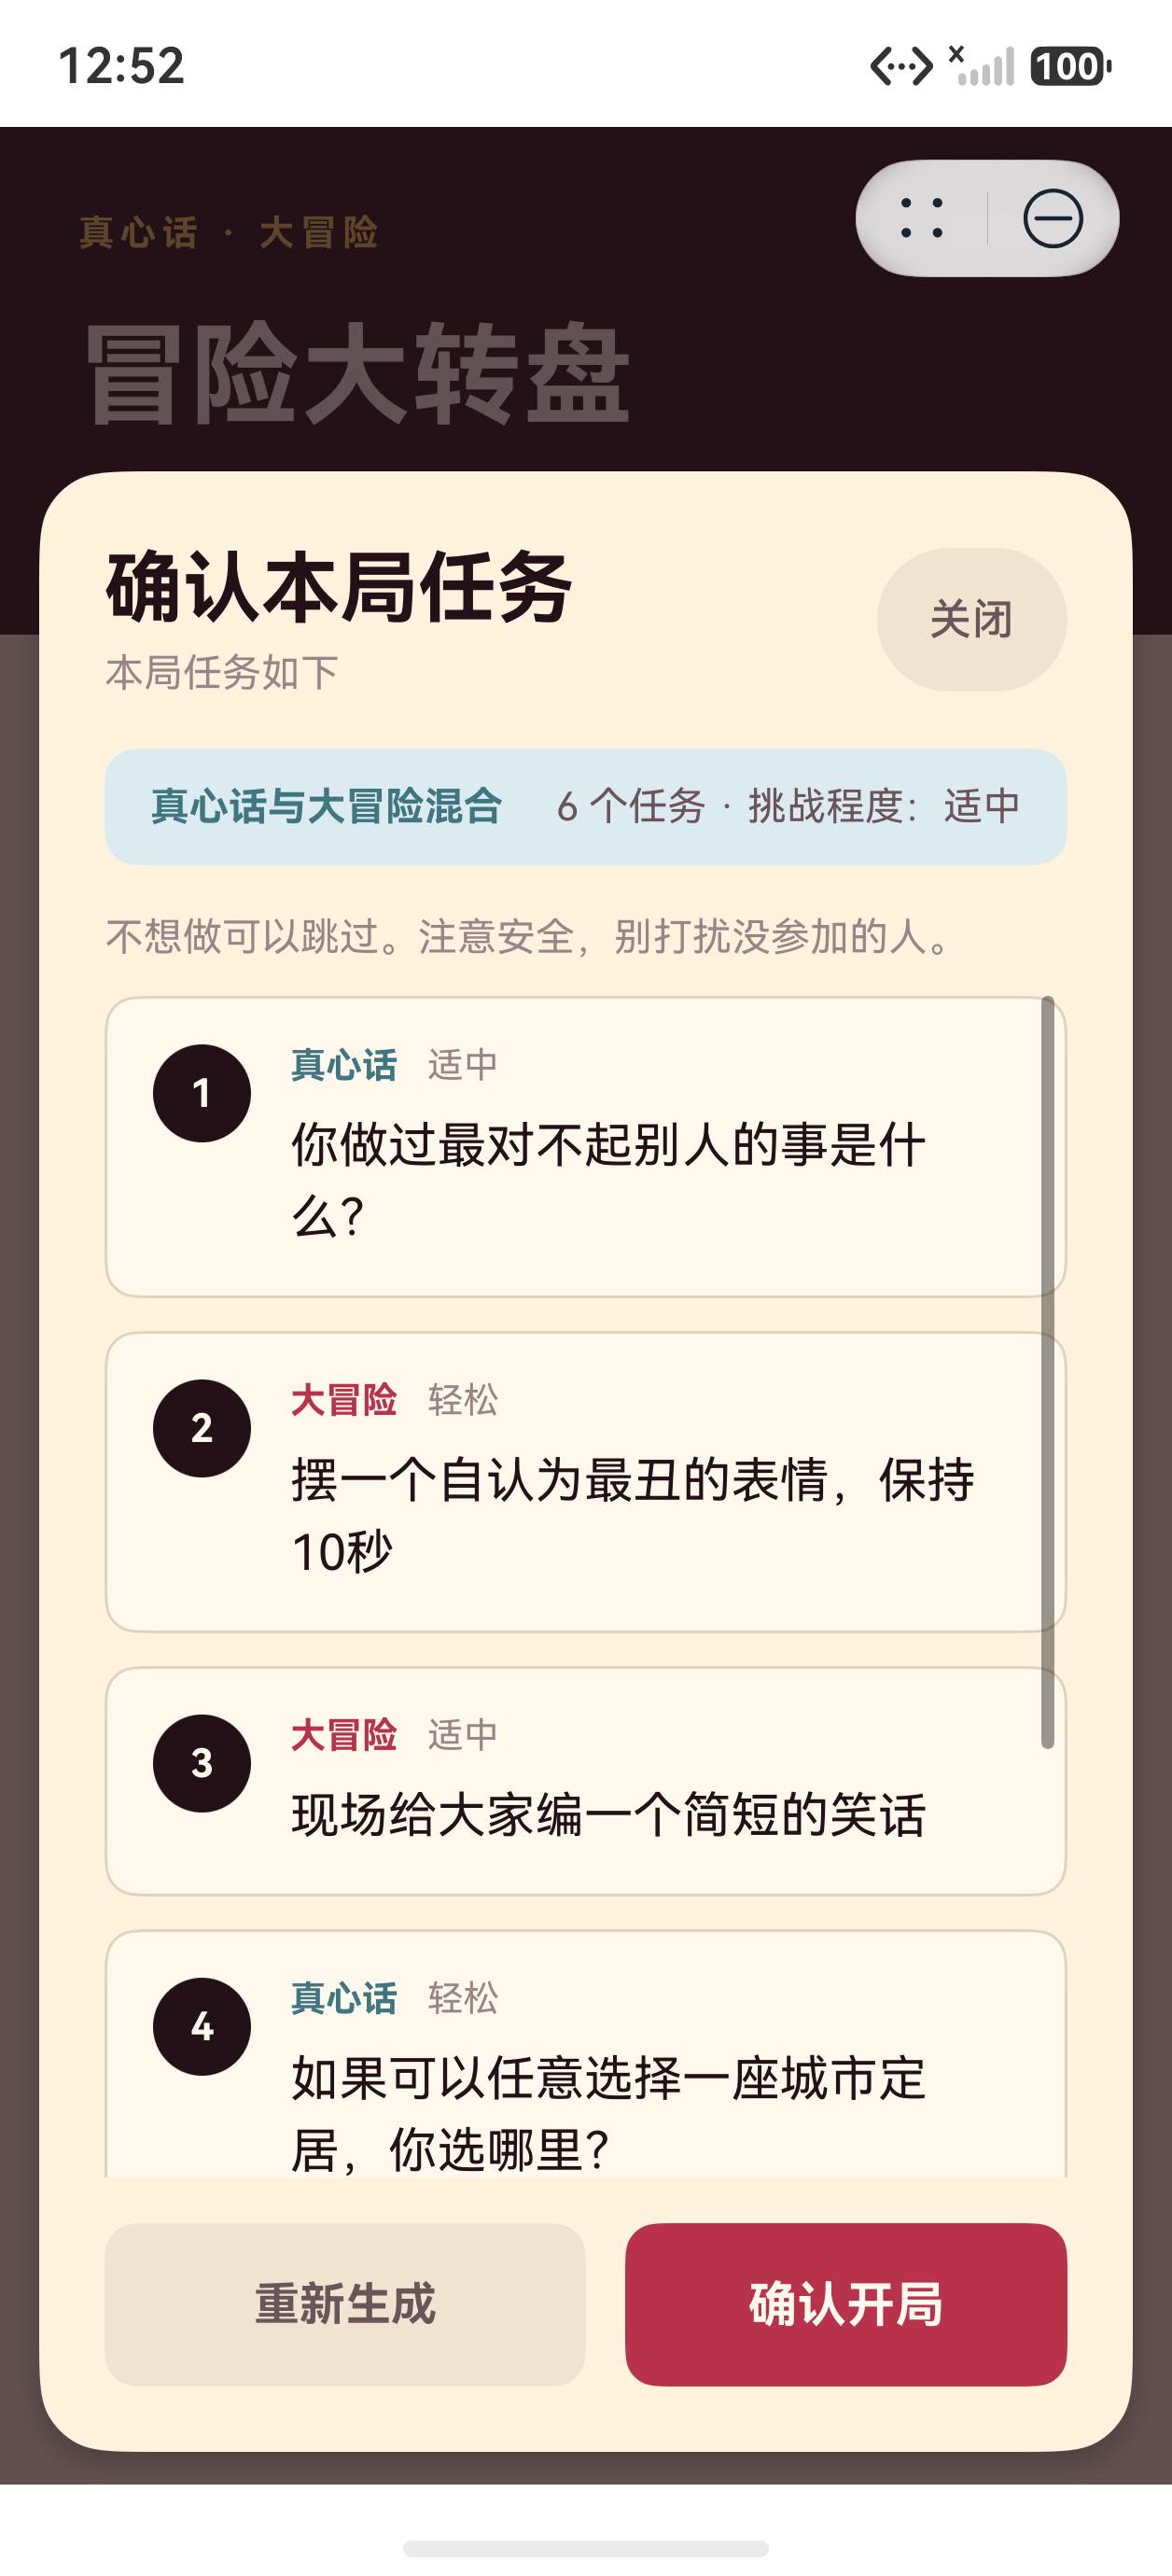 12:52
100
真心话 · 大冒险
冒险大转盘
确认本局任务
关闭
本局任务如下
真心话与大冒险混合 6 个任务 · 挑战程度：适中
不想做可以跳过。注意安全，别打扰没参加的人。
1
真心话 适中
你做过最对不起别人的事是什
么？
2
大冒险 轻松
摆一个自认为最丑的表情，保持
10秒
3
大冒险 适中
现场给大家编一个简短的笑话
4
真心话 轻松
如果可以任意选择一座城市定
居，你选哪里？
重新生成
确认开局